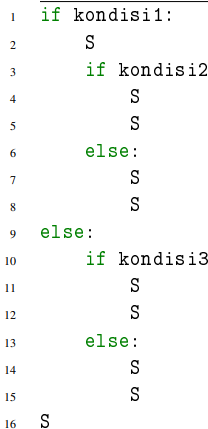 1 if kondisi1:
2     S
3     if kondisi2
4         S
5         S
6     else:
7         S
8         S
9 else:
10     if kondisi3
11         S
12         S
13     else:
14         S
15         S
16 S